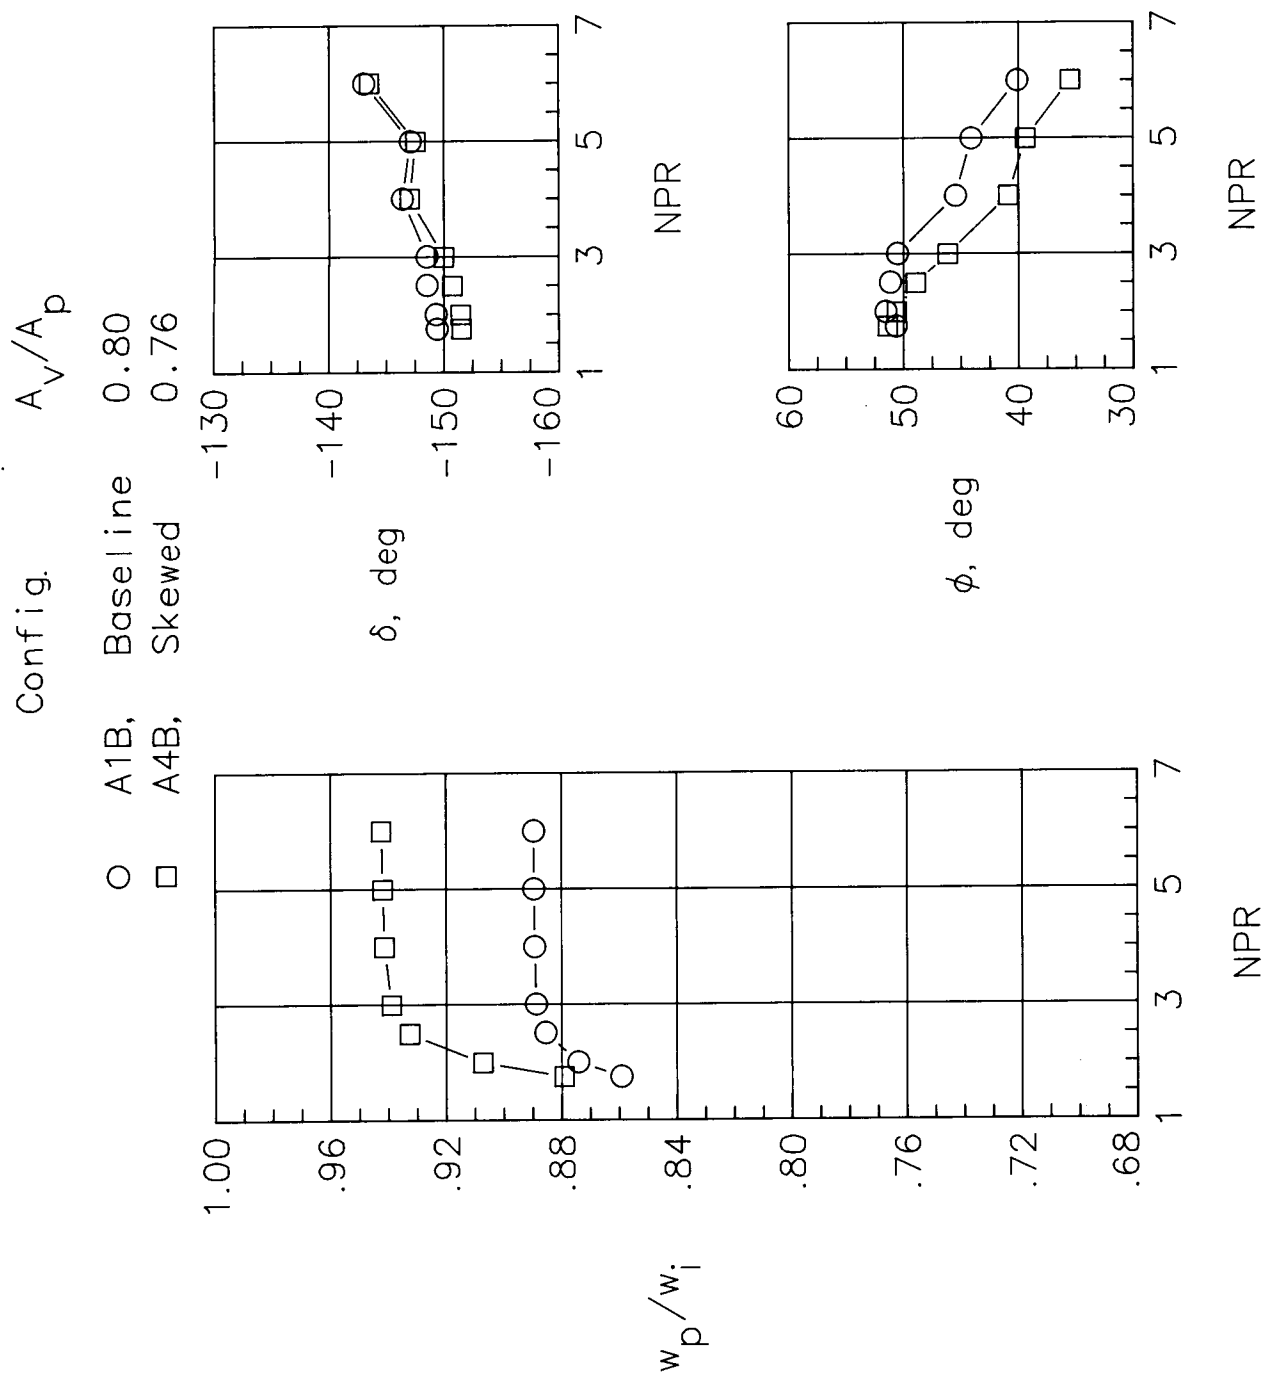 Config. A_v/A_p
A1B, Baseline 0.80
A4B, Skewed 0.76
w_p/w_i
1.00
.96
.92
.88
.84
.80
.76
.72
.68
1 3 5 7
NPR
δ, deg
-130
-140
-150
-160
1 3 5 7
NPR
ϕ, deg
60
50
40
30
1 3 5 7
NPR